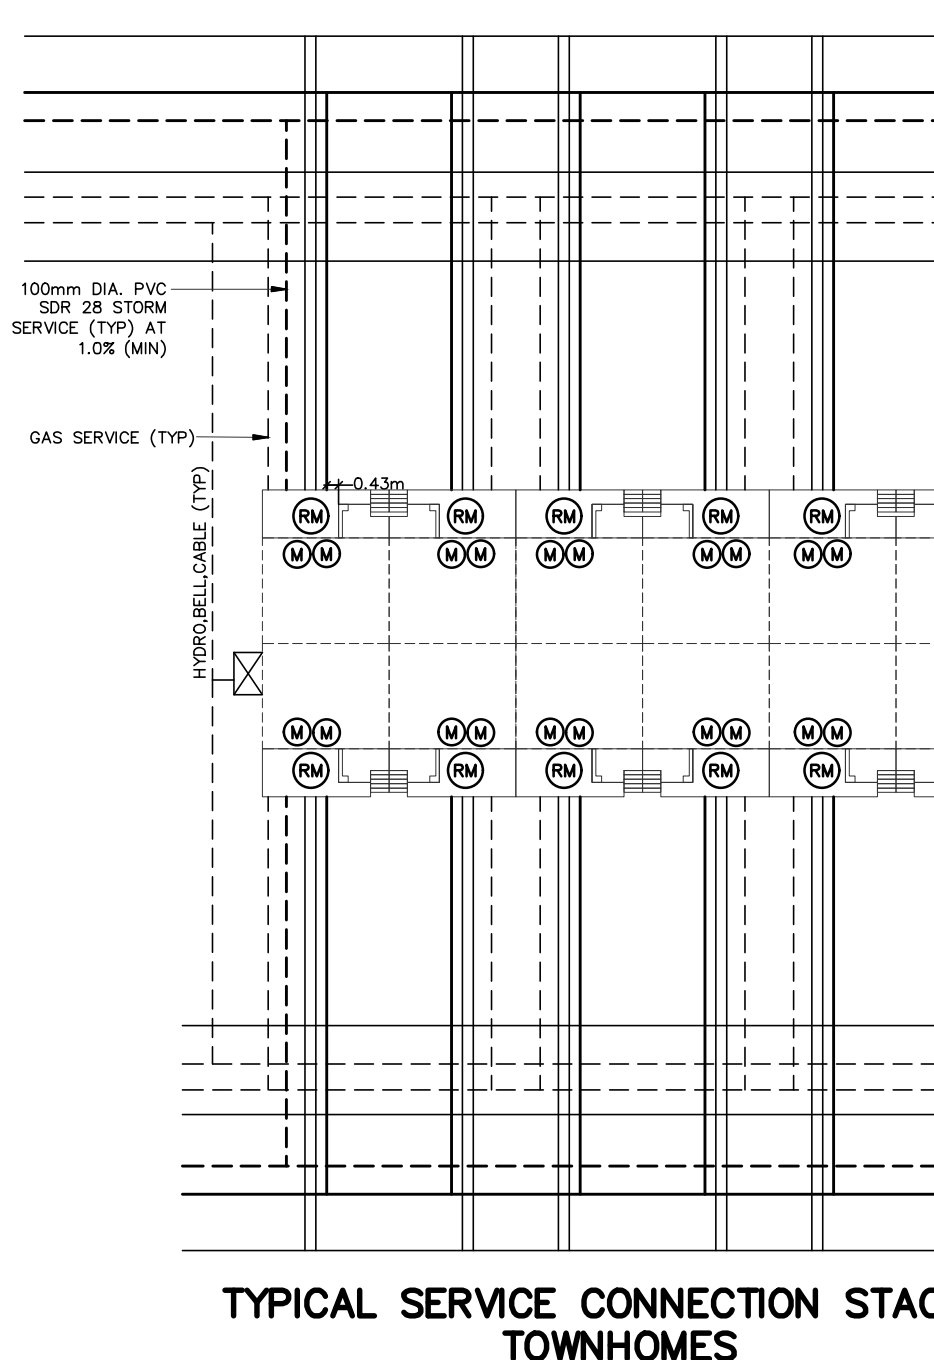 100mm DIA. PVC
SDR 28 STORM
SERVICE (TYP) AT
1.0% (MIN)
GAS SERVICE (TYP)
HYDRO,BELL,CABLE (TYP)
0.43m
RM RM RM RM RM
M M M M M M M M M M
M M M M M M M M M M
RM RM RM RM RM
TYPICAL SERVICE CONNECTION STAC
TOWNHOMES